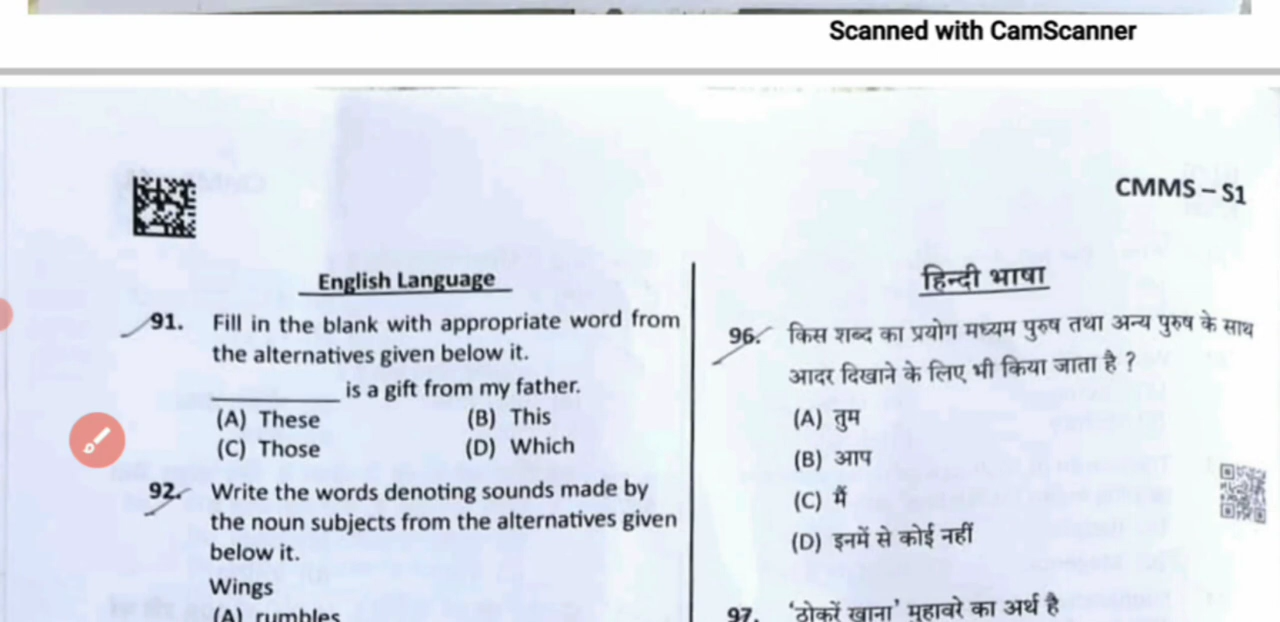 Scanned with CamScanner
CMMS – S1
English Language
91. Fill in the blank with appropriate word from
the alternatives given below it.
__________ is a gift from my father.
(A) These (B) This
(C) Those (D) Which
92. Write the words denoting sounds made by
the noun subjects from the alternatives given
below it.
Wings
(A) rumbles
हिन्दी भाषा
96. किस शब्द का प्रयोग मध्यम पुरुष तथा अन्य पुरुष के साथ
आदर दिखाने के लिए भी किया जाता है ?
(A) तुम
(B) आप
(C) मैं
(D) इनमें से कोई नहीं
97. ‘ठोकरें खाना’ मुहावरे का अर्थ है